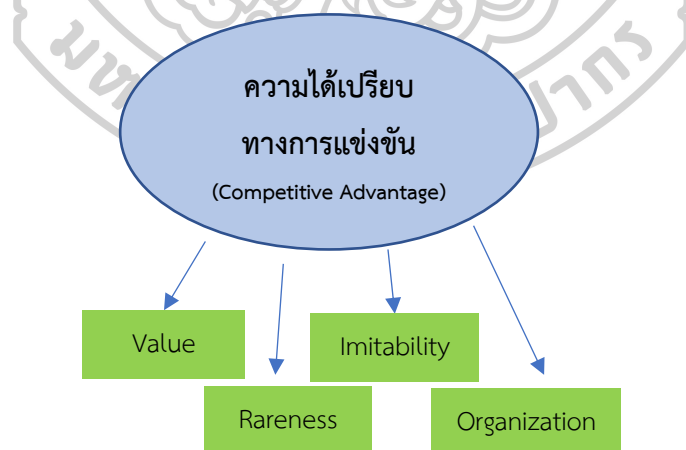 ความได้เปรียบ
ทางการแข่งขัน
(Competitive Advantage)
Value
Imitability
Rareness
Organization